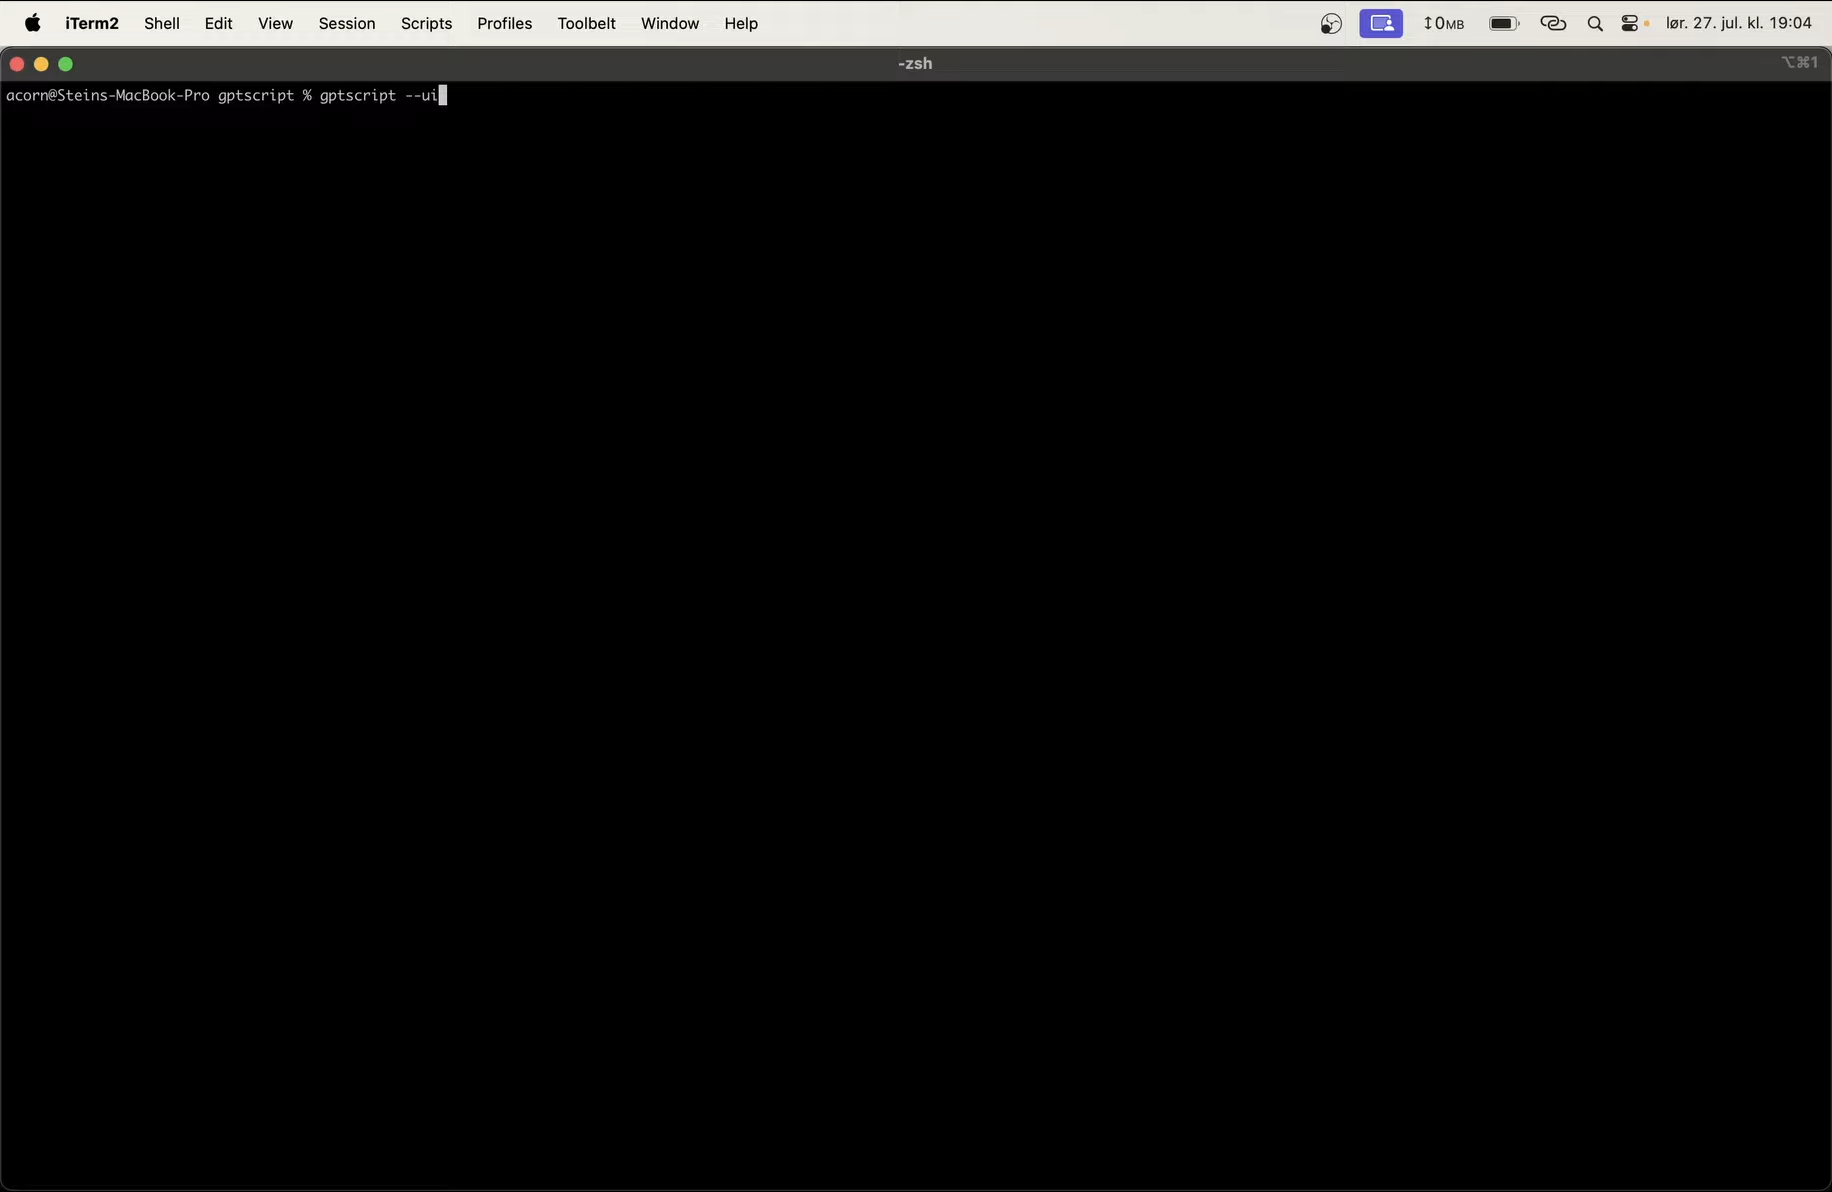 iTerm2 Shell Edit View Session Scripts Profiles Toolbelt Window Help ↕0MB lør. 27. jul. kl. 19:04
-zsh ⌥⌘1
acorn@Steins-MacBook-Pro gptscript % gptscript --ui